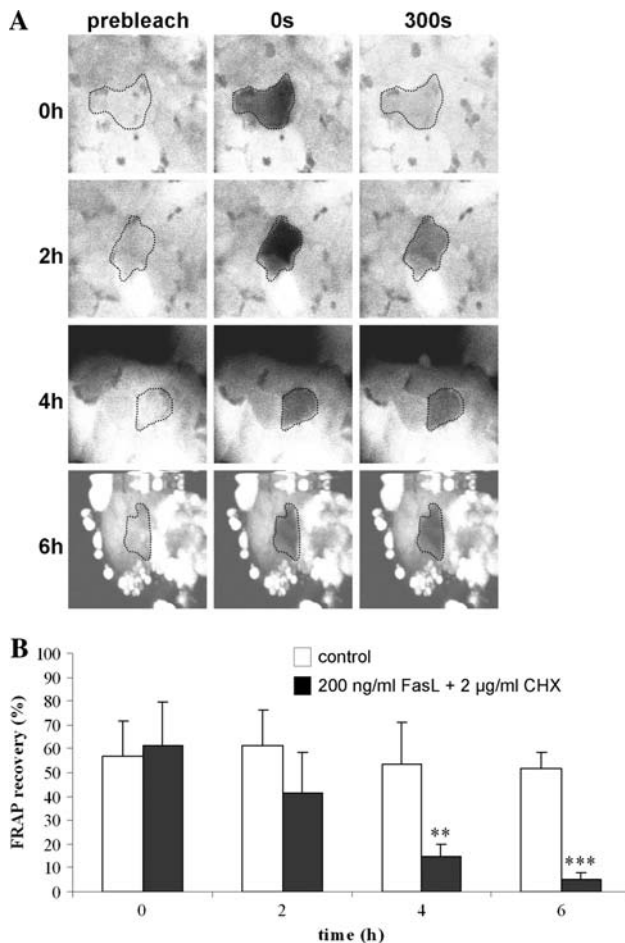 A
prebleach 0s 300s
0h
2h
4h
6h
B
control
200 ng/ml FasL + 2 µg/ml CHX
FRAP recovery (%)
100
90
80
70
60
50
40
30
20
10
0
**
***
0 2 4 6
time (h)